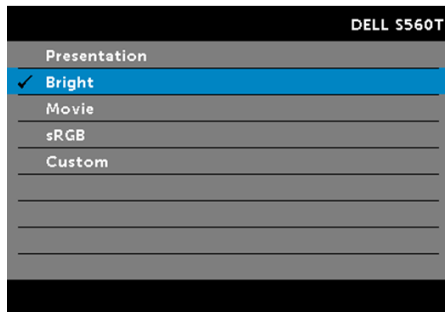 DELL S560T
Presentation
Bright
Movie
sRGB
Custom